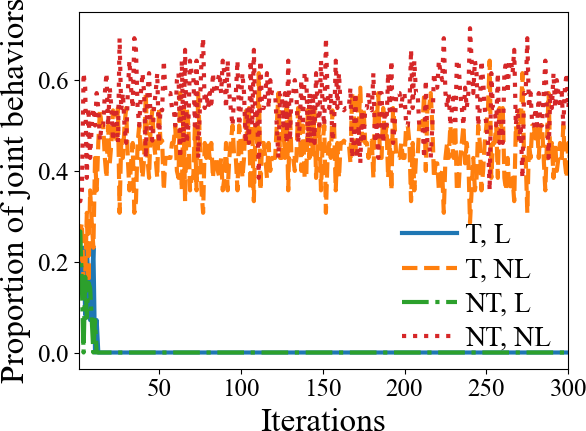 Proportion of joint behaviors
0.6
0.4
0.2
0.0
T, L
T, NL
NT, L
NT, NL
50 100 150 200 250 300
Iterations